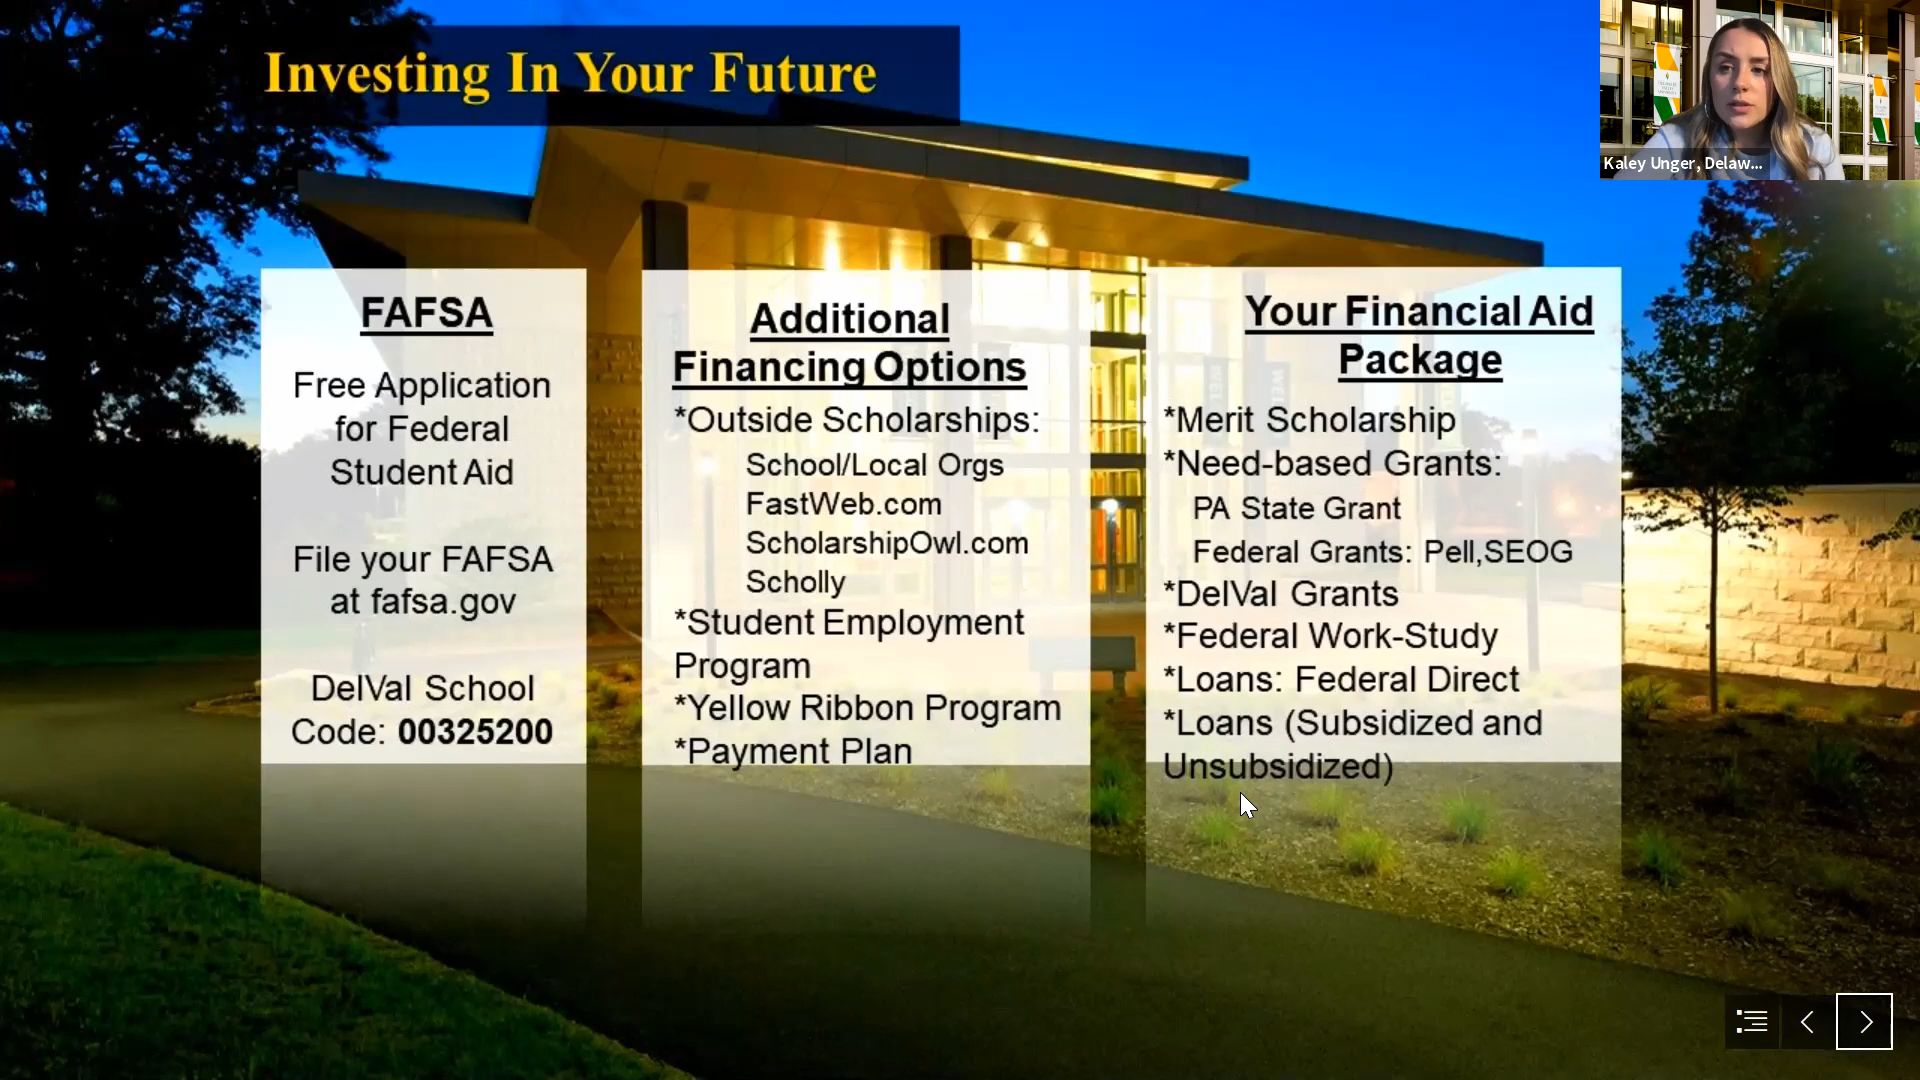 Investing In Your Future
Kaley Unger, Delaw...
FAFSA
Free Application
for Federal
Student Aid
File your FAFSA
at fafsa.gov
DelVal School
Code: 00325200
Additional
Financing Options
*Outside Scholarships:
School/Local Orgs
FastWeb.com
ScholarshipOwl.com
Scholly
*Student Employment
Program
*Yellow Ribbon Program
*Payment Plan
Your Financial Aid
Package
*Merit Scholarship
*Need-based Grants:
PA State Grant
Federal Grants: Pell,SEOG
*DelVal Grants
*Federal Work-Study
*Loans: Federal Direct
*Loans (Subsidized and
Unsubsidized)